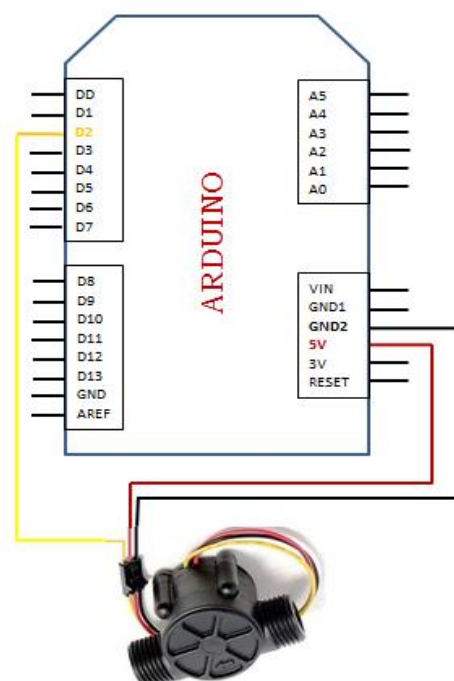 DD
D1
D2
D3
D4
D5
D6
D7
D8
D9
D10
D11
D12
D13
GND
AREF
ARDUINO
A5
A4
A3
A2
A1
A0
VIN
GND1
GND2
5V
3V
RESET